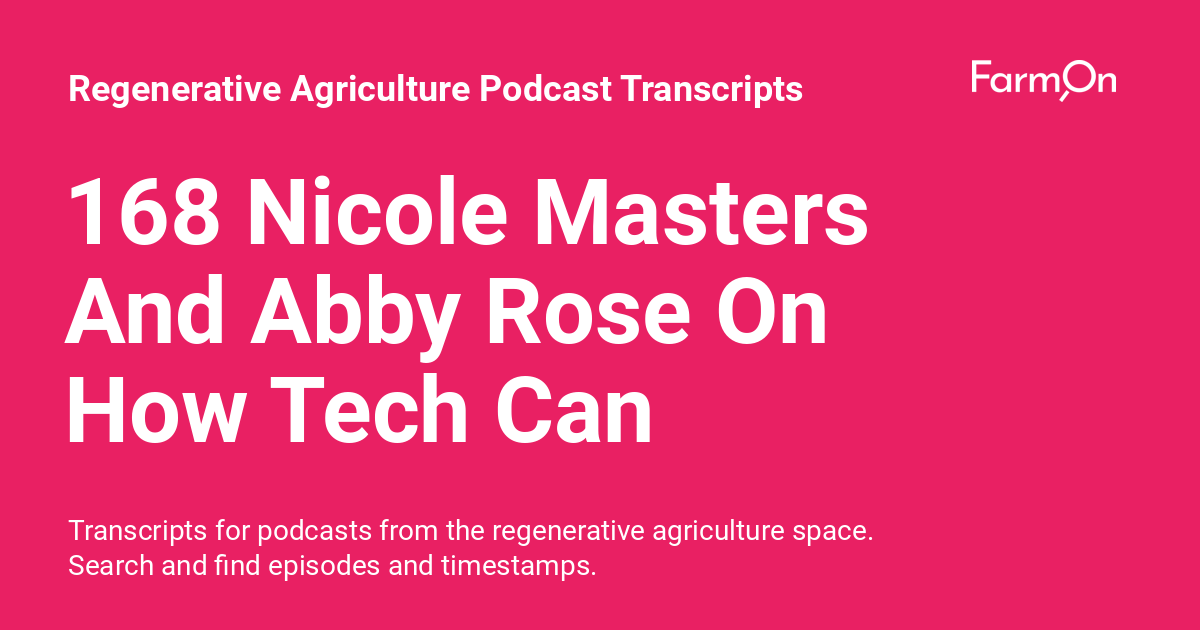 Regenerative Agriculture Podcast Transcripts
FarmOn
168 Nicole Masters
And Abby Rose On
How Tech Can
Transcripts for podcasts from the regenerative agriculture space.
Search and find episodes and timestamps.